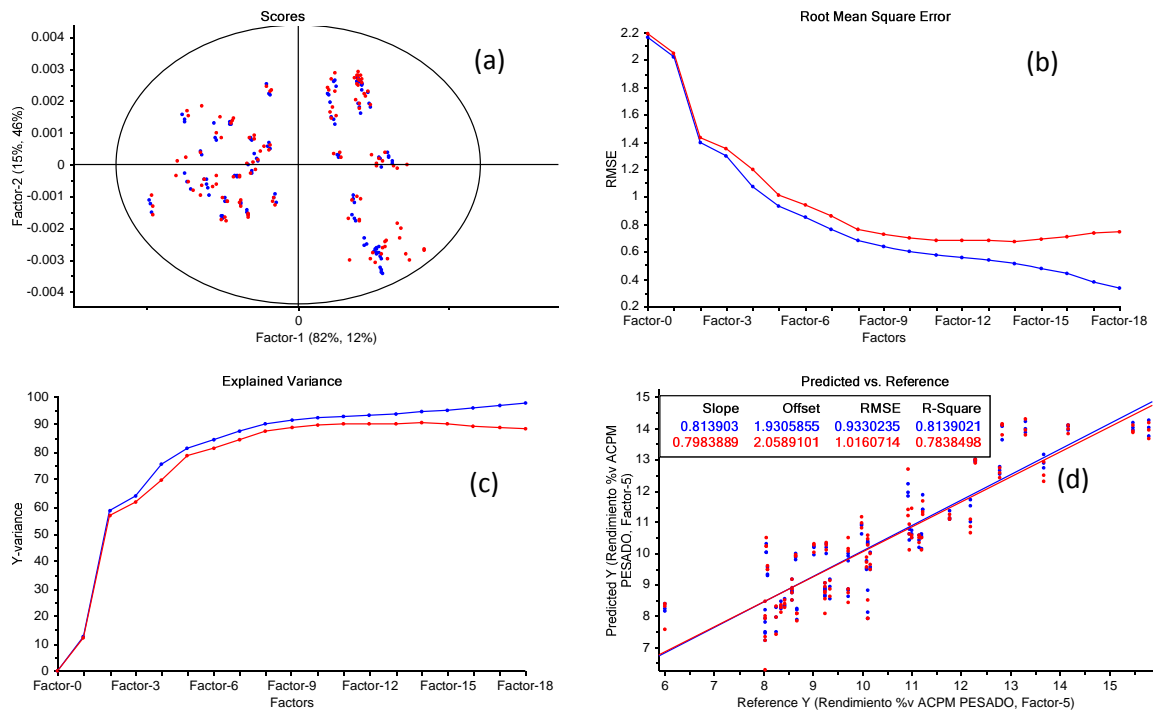 Scores
(a)
Factor-2 (15%, 46%)
0.004
0.003
0.002
0.001
0
-0.001
-0.002
-0.003
-0.004
0
Factor-1 (82%, 12%)
Root Mean Square Error
(b)
RMSE
2.2
2
1.8
1.6
1.4
1.2
1
0.8
0.6
0.4
0.2
Factor-0 Factor-3 Factor-6 Factor-9 Factor-12 Factor-15 Factor-18
Factors
Explained Variance
(c)
Y-variance
100
90
80
70
60
50
40
30
20
10
0
Factor-0 Factor-3 Factor-6 Factor-9 Factor-12 Factor-15 Factor-18
Factors
Predicted vs. Reference
Slope Offset RMSE R-Square
0.813903 1.9305855 0.9330235 0.8139021
0.7983889 2.0589101 1.0160714 0.7838498
(d)
Predicted Y (Rendimiento %v ACPM
PESADO, Factor-5)
15
14
13
12
11
10
9
8
7
6 7 8 9 10 11 12 13 14 15
Reference Y (Rendimiento %v ACPM PESADO, Factor-5)